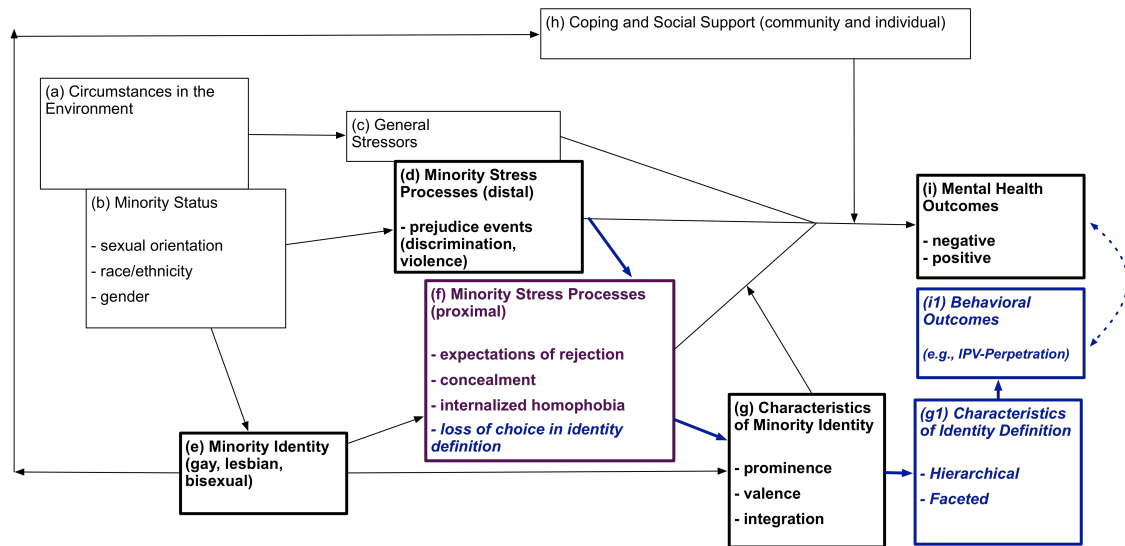 (h) Coping and Social Support (community and individual)
(a) Circumstances in the
Environment
(c) General
Stressors
(d) Minority Stress
Processes (distal)
- prejudice events
(discrimination,
violence)
(b) Minority Status
- sexual orientation
- race/ethnicity
- gender
(i) Mental Health
Outcomes
- negative
- positive
(f) Minority Stress Processes
(proximal)
- expectations of rejection
- concealment
- internalized homophobia
- loss of choice in identity
definition
(i1) Behavioral
Outcomes
(e.g., IPV-Perpetration)
(e) Minority Identity
(gay, lesbian,
bisexual)
(g) Characteristics
of Minority Identity
- prominence
- valence
- integration
(g1) Characteristics
of Identity Definition
- Hierarchical
- Faceted